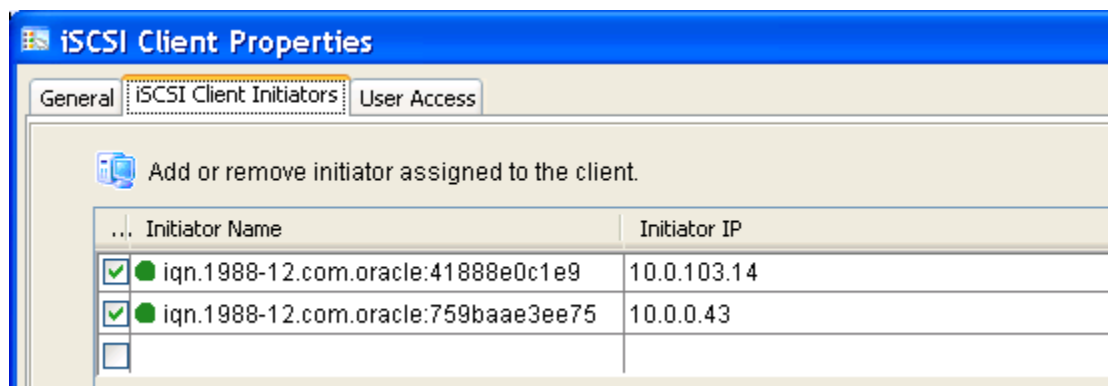 iSCSI Client Properties
General iSCSI Client Initiators User Access
Add or remove initiator assigned to the client.
... Initiator Name Initiator IP
iqn.1988-12.com.oracle:41888e0c1e9 10.0.103.14
iqn.1988-12.com.oracle:759baae3ee75 10.0.0.43